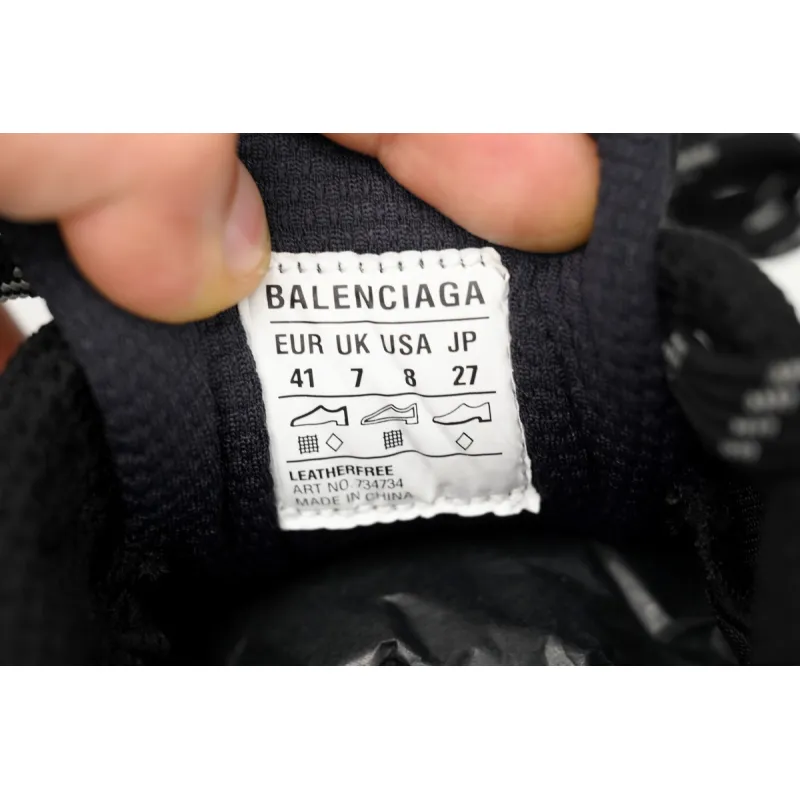 BALENCIAGA
EUR UK USA JP
41 7 8 27
LEATHERFREE
ART NO. 734734
MADE IN CHINA